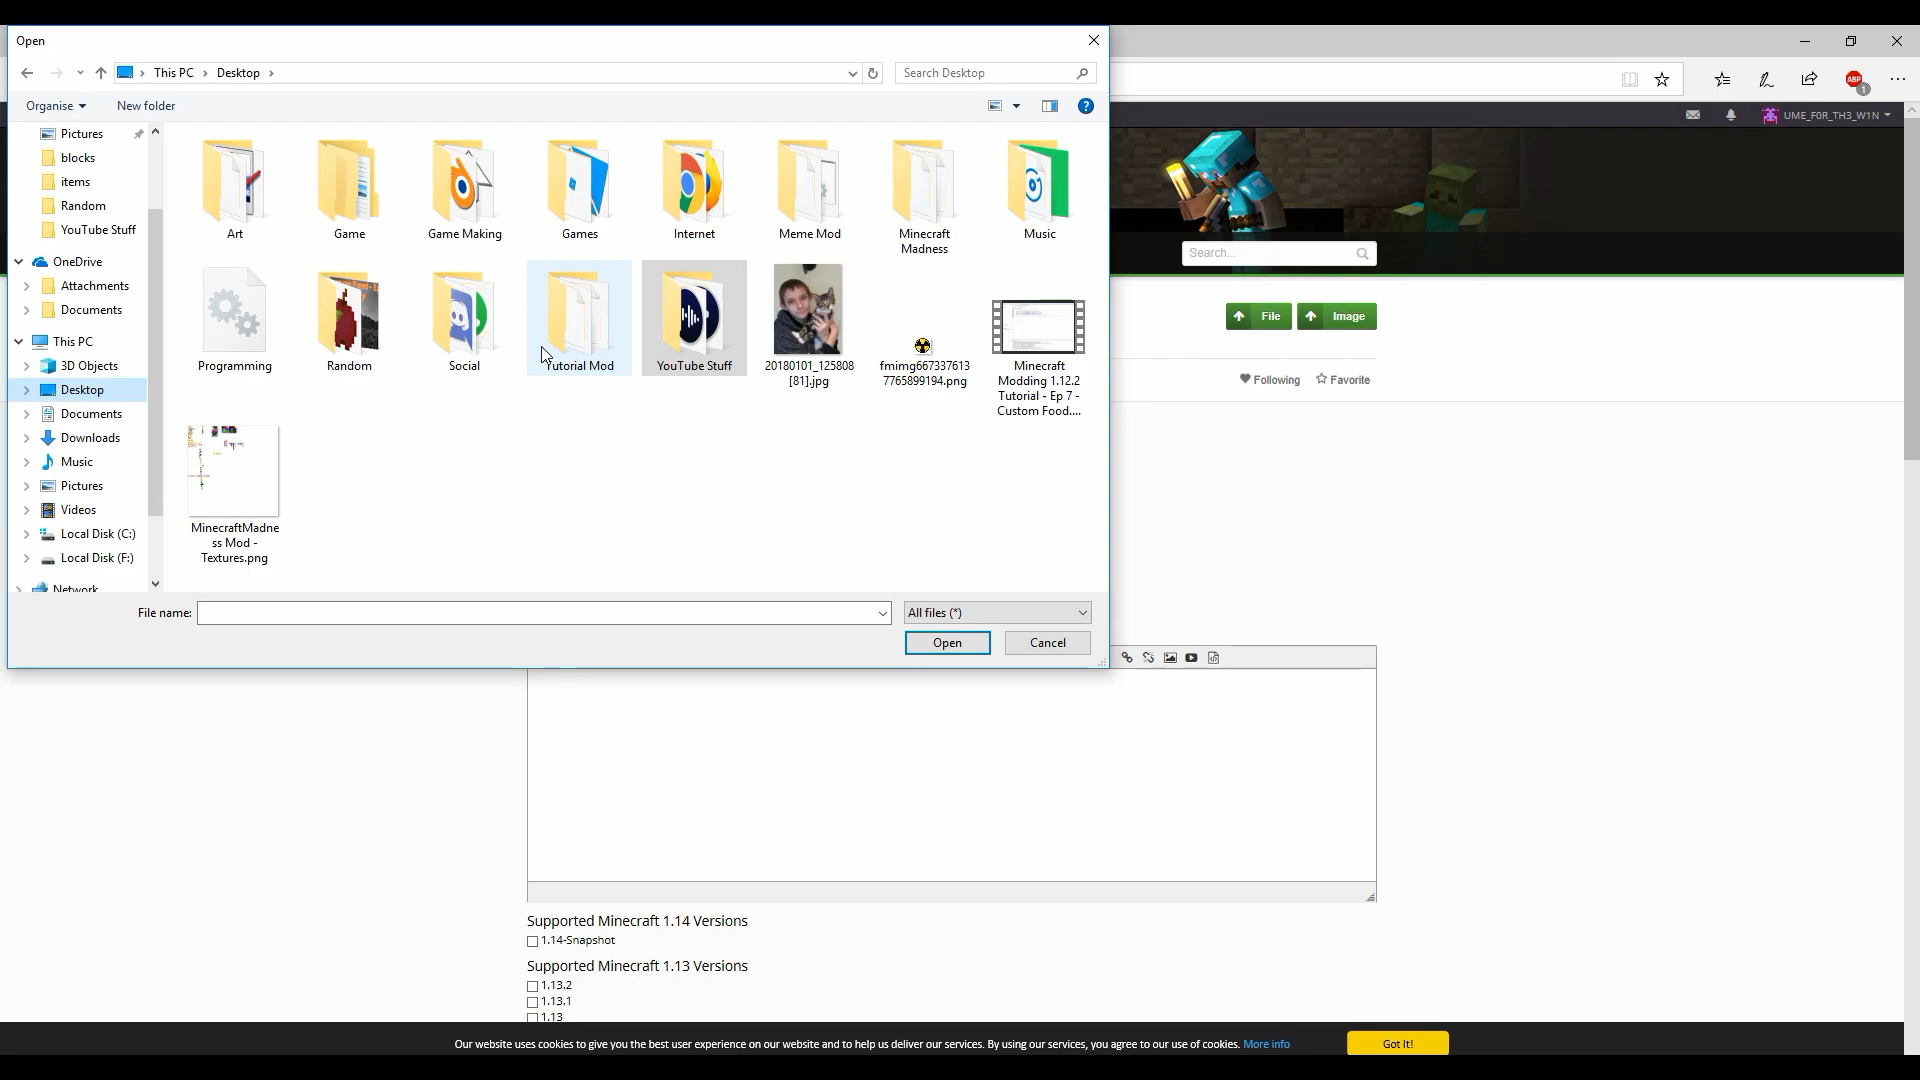 Open
This PC
Desktop
Search Desktop
Organise
New folder
Pictures
blocks
items
Random
YouTube Stuff
OneDrive
Attachments
Documents
This PC
3D Objects
Desktop
Documents
Downloads
Music
Pictures
Videos
Local Disk (C:)
Local Disk (F:)
Network
Art
Game
Game Making
Games
Internet
Meme Mod
Minecraft
Madness
Music
Programming
Random
Social
Tutorial Mod
YouTube Stuff
20180101_125808
[81].jpg
fmimg667337613
7765899194.png
Minecraft
Modding 1.12.2
Tutorial - Ep 7 -
Custom Food....
MinecraftMadne
ss Mod -
Textures.png
File name:
All files (*)
Open
Cancel
ABP
1
UME_F0R_TH3_W1N
Search...
File
Image
Following
Favorite
Supported Minecraft 1.14 Versions
1.14-Snapshot
Supported Minecraft 1.13 Versions
1.13.2
1.13.1
1.13
Our website uses cookies to give you the best user experience on our website and to help us deliver our services. By using our services, you agree to our use of cookies. More info
Got It!